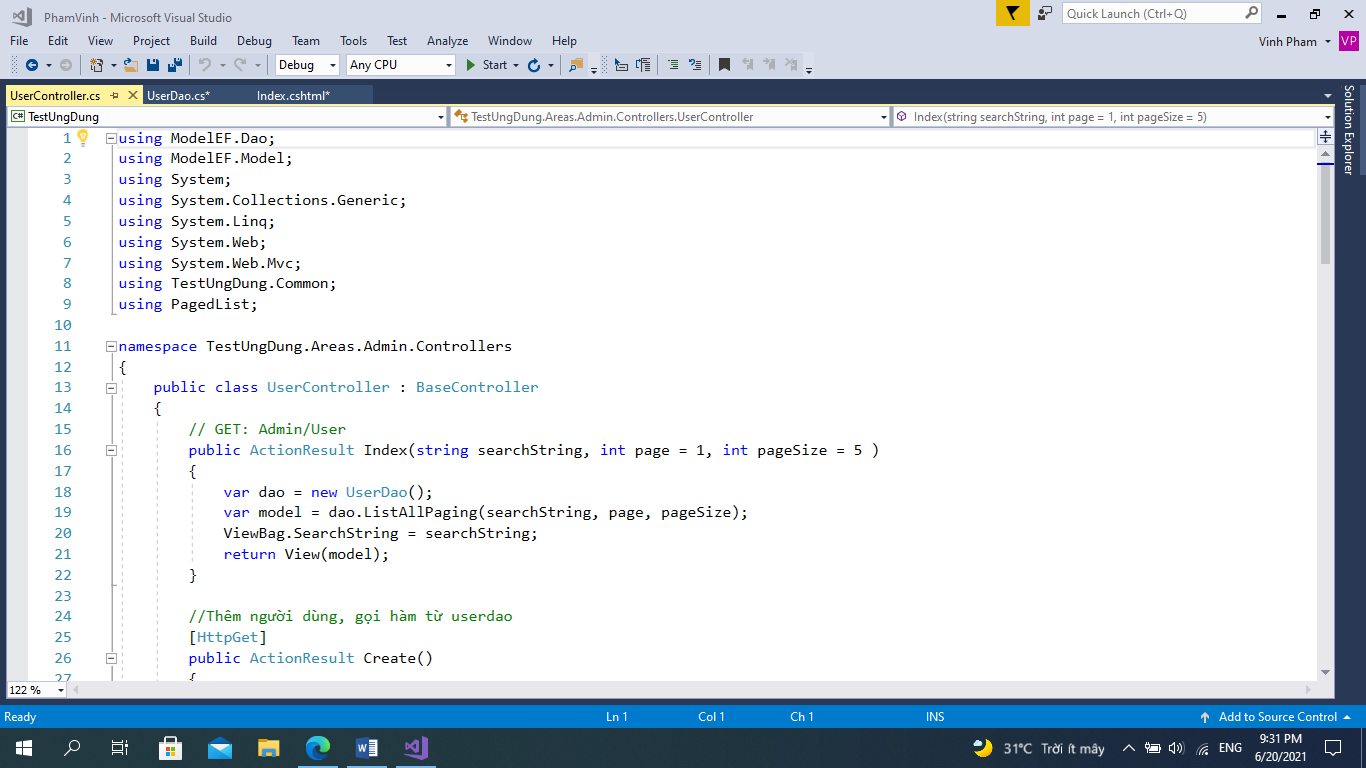 PhamVinh - Microsoft Visual Studio
Quick Launch (Ctrl+Q)
File Edit View Project Build Debug Team Tools Test Analyze Window Help
Vinh Pham VP
Debug Any CPU Start
UserController.cs UserDao.cs* Index.cshtml*
Solution Explorer
C# TestUngDung TestUngDung.Areas.Admin.Controllers.UserController Index(string searchString, int page = 1, int pageSize = 5)
1 using ModelEF.Dao;
2 using ModelEF.Model;
3 using System;
4 using System.Collections.Generic;
5 using System.Linq;
6 using System.Web;
7 using System.Web.Mvc;
8 using TestUngDung.Common;
9 using PagedList;
10
11 namespace TestUngDung.Areas.Admin.Controllers
12 {
13 public class UserController : BaseController
14 {
15 // GET: Admin/User
16 public ActionResult Index(string searchString, int page = 1, int pageSize = 5 )
17 {
18 var dao = new UserDao();
19 var model = dao.ListAllPaging(searchString, page, pageSize);
20 ViewBag.SearchString = searchString;
21 return View(model);
22 }
23
24 //Thêm người dùng, gọi hàm từ userdao
25 [HttpGet]
26 public ActionResult Create()
27 {
122 %
Ready Ln 1 Col 1 Ch 1 INS Add to Source Control
31°C Trời ít mây ENG 9:31 PM
6/20/2021